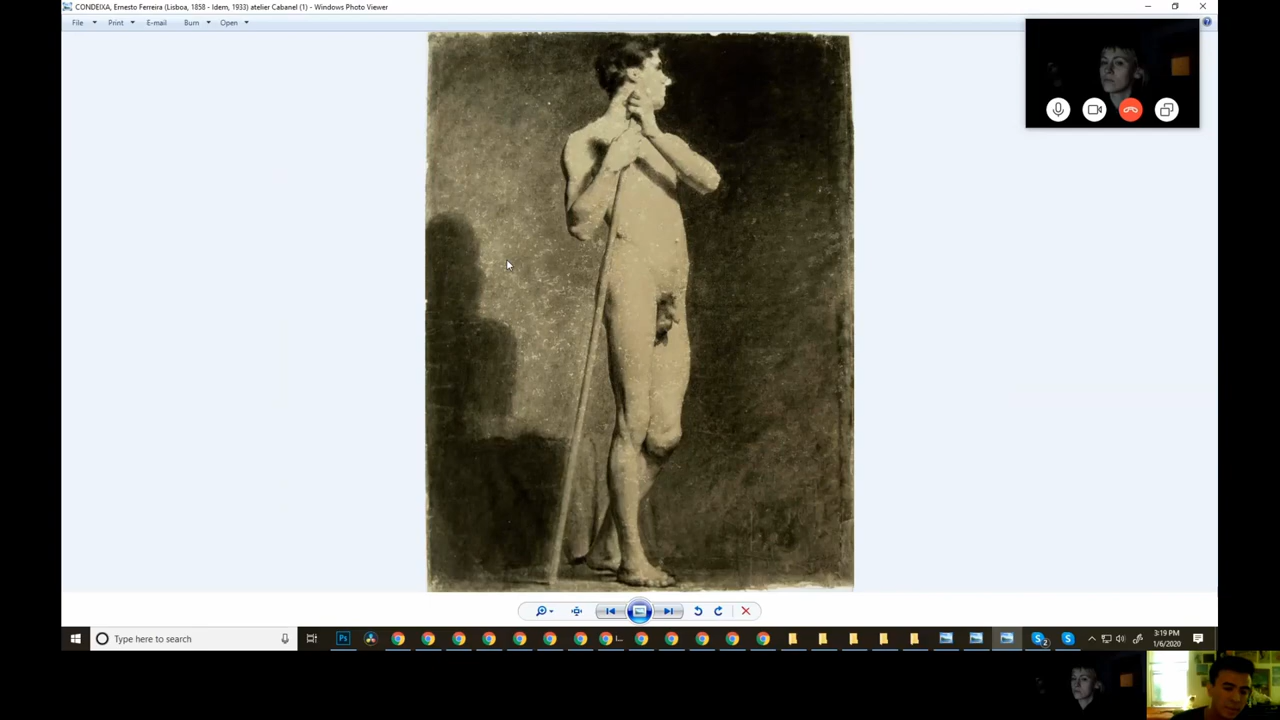 CONDEIXA, Ernesto Ferreira (Lisboa, 1858 - Idem, 1933) atelier Cabanel (1) - Windows Photo Viewer
File Print E-mail Burn Open
Type here to search
3:19 PM
1/6/2020